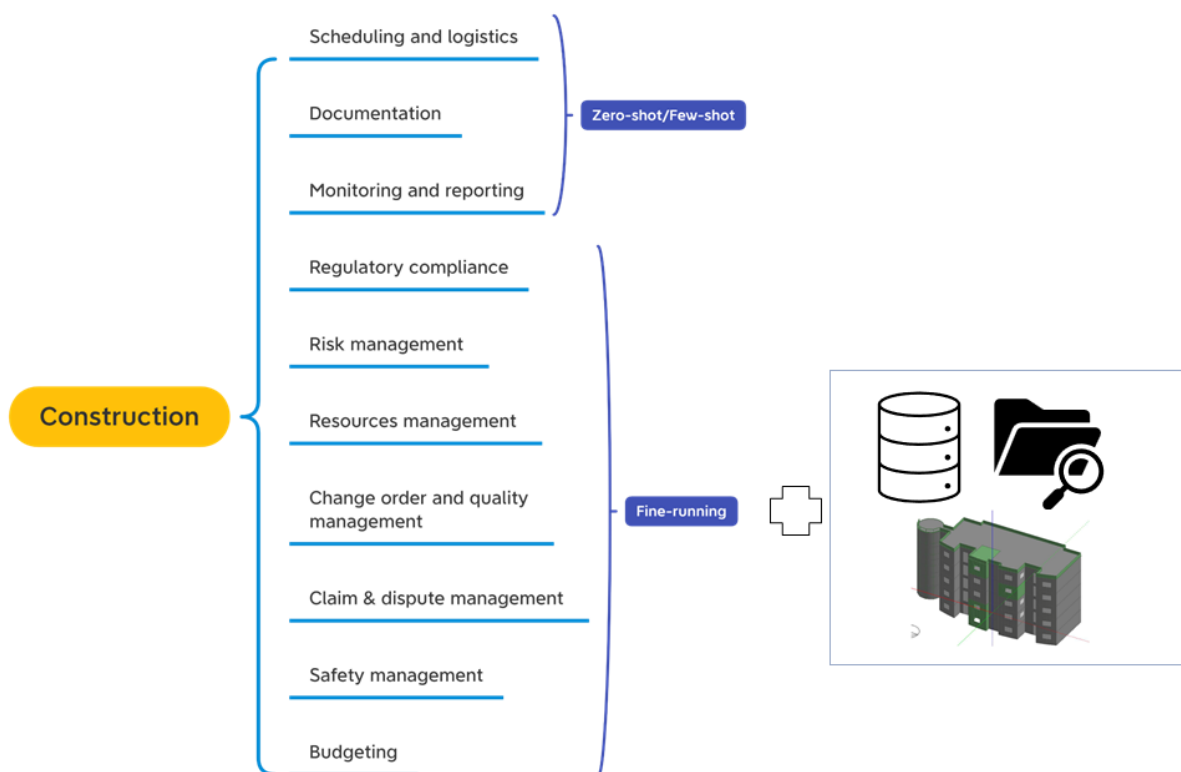 Scheduling and logistics
Documentation
Zero-shot/Few-shot
Monitoring and reporting
Regulatory compliance
Risk management
Construction
Resources management
Change order and quality
management
Fine-running
Claim & dispute management
Safety management
Budgeting